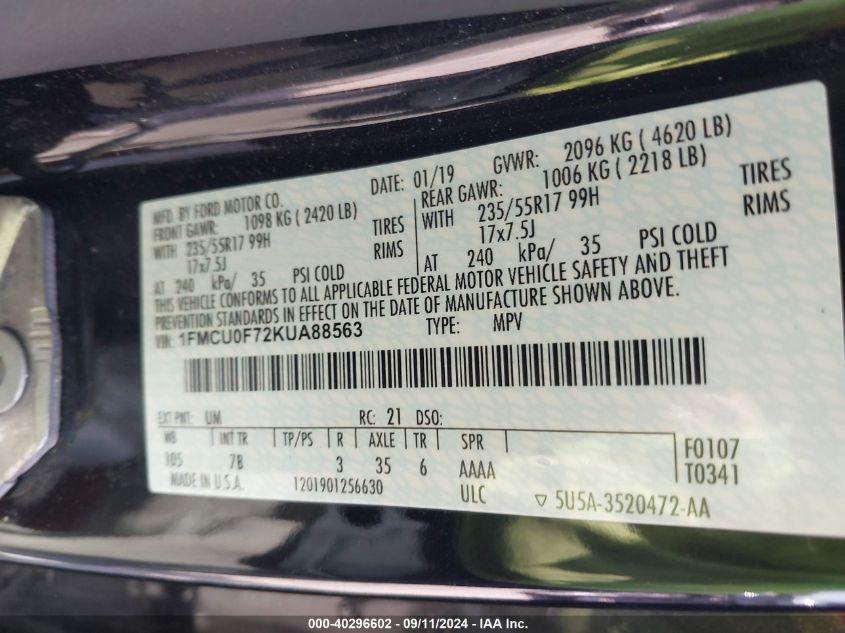 MFD. BY FORD MOTOR CO. DATE: 01/19 GVWR: 2096 KG ( 4620 LB)
FRONT GAWR: 1098 KG ( 2420 LB) REAR GAWR: 1006 KG ( 2218 LB)
WITH 235/55R17 99H TIRES WITH 235/55R17 99H TIRES
17x7.5J RIMS 17x7.5J RIMS
AT 240 kPa/ 35 PSI COLD AT 240 kPa/ 35 PSI COLD
THIS VEHICLE CONFORMS TO ALL APPLICABLE FEDERAL MOTOR VEHICLE SAFETY AND THEFT
PREVENTION STANDARDS IN EFFECT ON THE DATE OF MANUFACTURE SHOWN ABOVE.
VIN: 1FMCU0F72KUA88563 TYPE: MPV
EXT PNT: UM RC: 21 DSO:
WB INT TR TP/PS R AXLE TR SPR
105 7B 3 35 6 AAAA
F0107
T0341
MADE IN U.S.A. 1201901256630 ULC ▽ 5U5A-3520472-AA
000-40296602 - 09/11/2024 - IAA Inc.